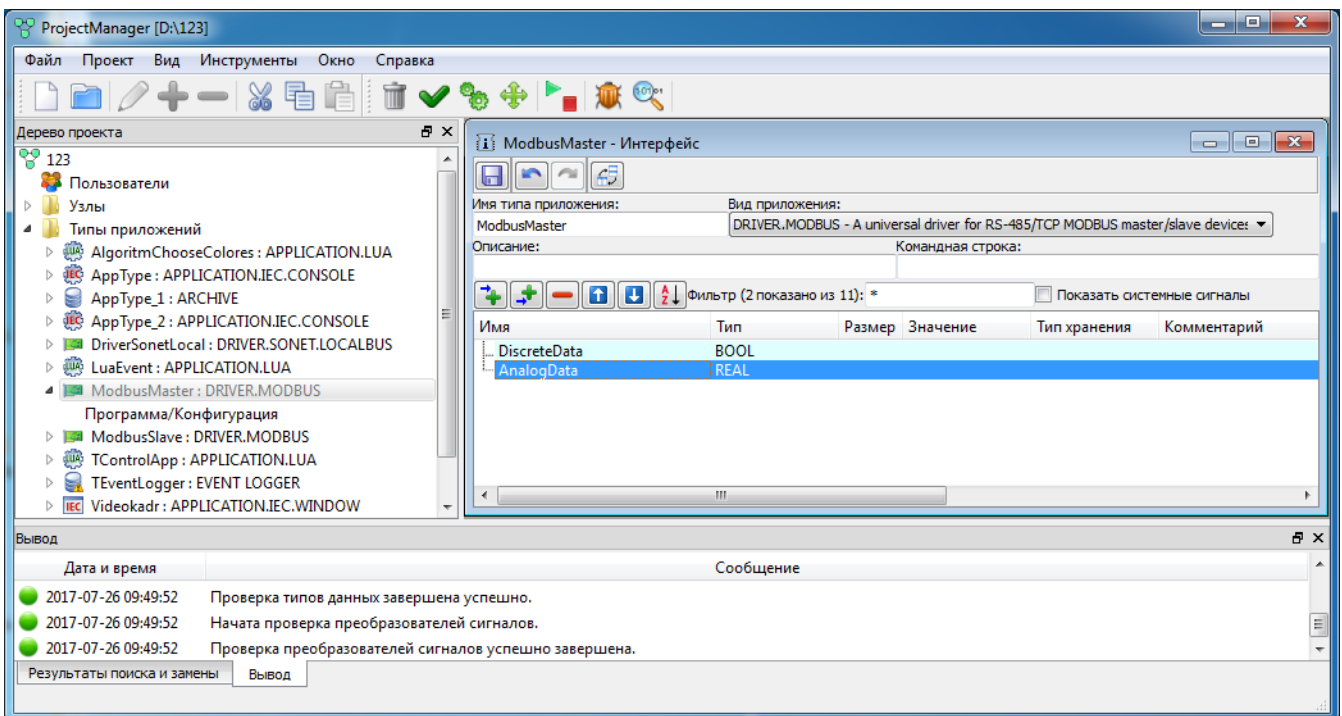 ProjectManager [D:\123]
Файл Проект Вид Инструменты Окно Справка
Дерево проекта
123
Пользователи
Узлы
Типы приложений
AlgoritmChooseColores : APPLICATION.LUA
AppType : APPLICATION.IEC.CONSOLE
AppType_1 : ARCHIVE
AppType_2 : APPLICATION.IEC.CONSOLE
DriverSonetLocal : DRIVER.SONET.LOCALBUS
LuaEvent : APPLICATION.LUA
ModbusMaster : DRIVER.MODBUS
Программа/Конфигурация
ModbusSlave : DRIVER.MODBUS
TControlApp : APPLICATION.LUA
TEventLogger : EVENT LOGGER
Videokadr : APPLICATION.IEC.WINDOW
ModbusMaster - Интерфейс
Имя типа приложения: Вид приложения:
ModbusMaster DRIVER.MODBUS - A universal driver for RS-485/TCP MODBUS master/slave devices
Описание: Командная строка:
Фильтр (2 показано из 11): * Показать системные сигналы
Имя Тип Размер Значение Тип хранения Комментарий
DiscreteData BOOL
AnalogData REAL
Вывод
Дата и время Сообщение
2017-07-26 09:49:52 Проверка типов данных завершена успешно.
2017-07-26 09:49:52 Начата проверка преобразователей сигналов.
2017-07-26 09:49:52 Проверка преобразователей сигналов успешно завершена.
Результаты поиска и замены Вывод